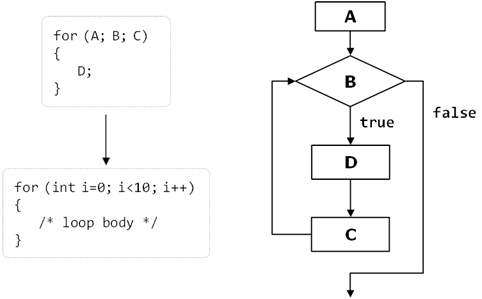 for (A; B; C)
{
D;
}
for (int i=0; i<10; i++)
{
/* loop body */
}
A
B
false
true
D
C